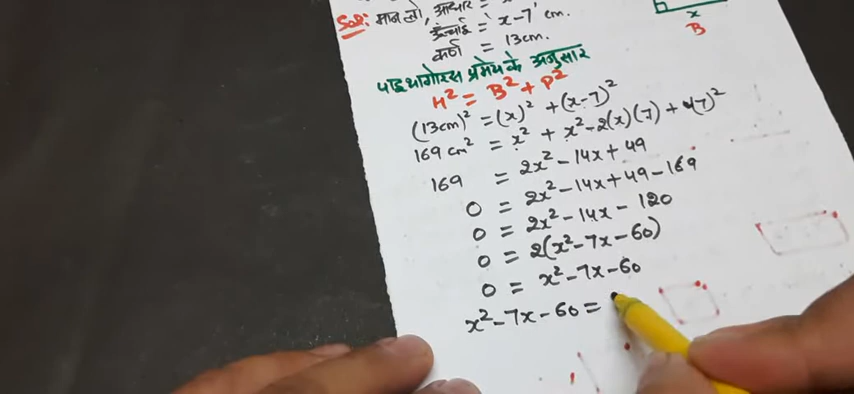 Sol: मान लो, आधार =
ऊँचाई = 'x-7' cm.
कर्ण = 13cm.
x
B
पाइथागोरस प्रमेय के अनुसार
H² = B² + P²
(13cm)² = (x)² + (x-7)²
169 cm² = x² + x² - 2(x)(7) + (7)²
169 = 2x² - 14x + 49
0 = 2x² - 14x + 49 - 169
0 = 2x² - 14x - 120
0 = 2(x² - 7x - 60)
0 = x² - 7x - 60
x² - 7x - 60 =